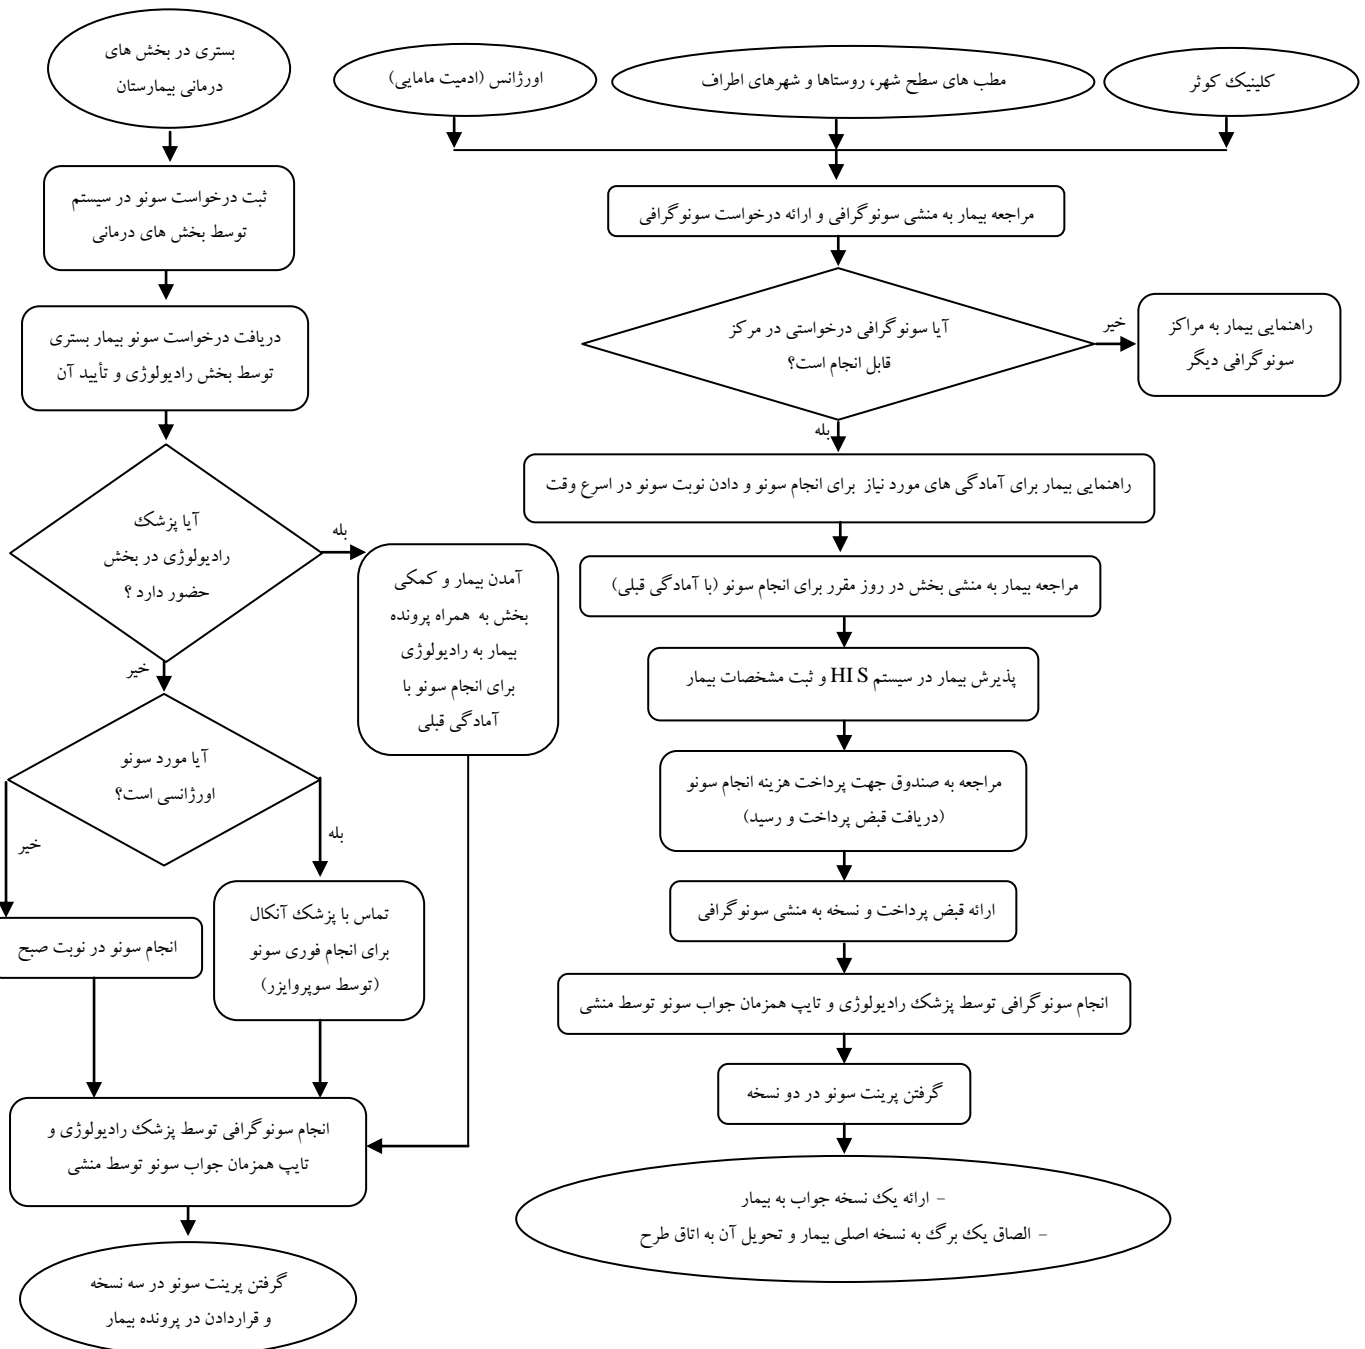 بستری در بخش های
درمانی بیمارستان
ثبت درخواست سونو در سیستم
توسط بخش های درمانی
دریافت درخواست سونو بیمار بستری
توسط بخش رادیولوژی و تأیید آن
آیا پزشک
رادیولوژی در بخش
حضور دارد ؟
بله
خیر
آمدن بیمار و کمکی
بخش به همراه پرونده
بیمار به رادیولوژی
برای انجام سونو با
آمادگی قبلی
آیا مورد سونو
اورژانسی است؟
بله
خیر
تماس با پزشک آنکال
برای انجام فوری سونو
(توسط سوپروایزر)
انجام سونو در نوبت صبح
انجام سونوگرافی توسط پزشک رادیولوژی و
تایپ همزمان جواب سونو توسط منشی
گرفتن پرینت سونو در سه نسخه
و قراردادن در پرونده بیمار
کلینیک کوثر
مطب های سطح شهر، روستاها و شهرهای اطراف
اورژانس (ادمیت مامایی)
مراجعه بیمار به منشی سونوگرافی و ارائه درخواست سونوگرافی
آیا سونوگرافی درخواستی در مرکز
قابل انجام است؟
خیر
راهنمایی بیمار به مراکز
سونوگرافی دیگر
بله
راهنمایی بیمار برای آمادگی های مورد نیاز برای انجام سونو و دادن نوبت سونو در اسرع وقت
مراجعه بیمار به منشی بخش در روز مقرر برای انجام سونو (با آمادگی قبلی)
پذیرش بیمار در سیستم HIS و ثبت مشخصات بیمار
مراجعه به صندوق جهت پرداخت هزینه انجام سونو
(دریافت قبض پرداخت و رسید)
ارائه قبض پرداخت و نسخه به منشی سونوگرافی
انجام سونوگرافی توسط پزشک رادیولوژی و تایپ همزمان جواب سونو توسط منشی
گرفتن پرینت سونو در دو نسخه
- ارائه یک نسخه جواب به بیمار
- الصاق یک برگ به نسخه اصلی بیمار و تحویل آن به اتاق طرح